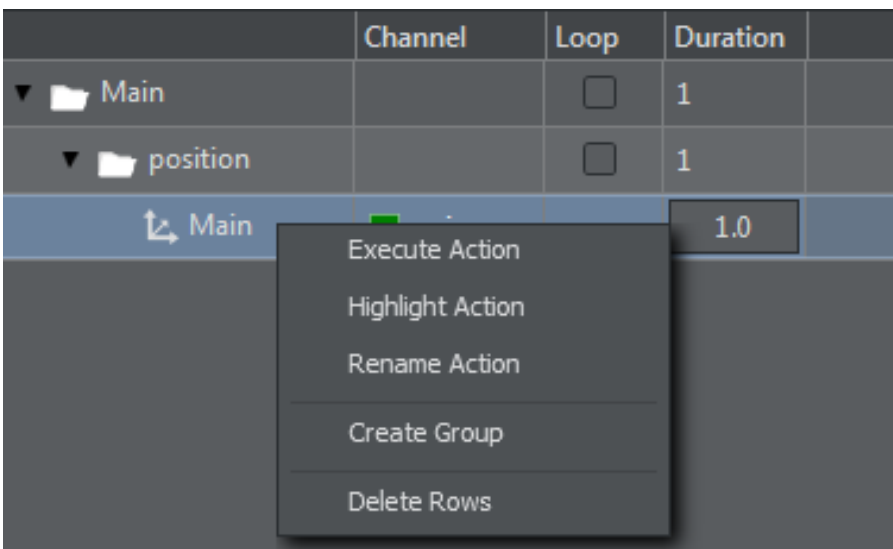 Channel Loop Duration
Main 1
position 1
Main 1.0
Execute Action
Highlight Action
Rename Action
Create Group
Delete Rows